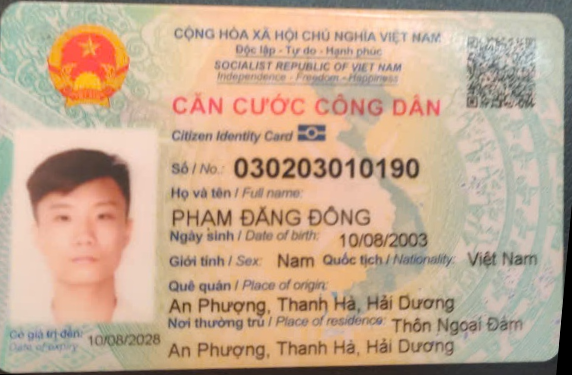 CỘNG HÒA XÃ HỘI CHỦ NGHĨA VIỆT NAM
Độc lập - Tự do - Hạnh phúc
SOCIALIST REPUBLIC OF VIET NAM
Independence - Freedom - Happiness
CĂN CƯỚC CÔNG DÂN
Citizen Identity Card
Số / No.: 030203010190
Họ và tên / Full name:
PHẠM ĐĂNG ĐÔNG
Ngày sinh / Date of birth: 10/08/2003
Giới tính / Sex: Nam Quốc tịch / Nationality: Việt Nam
Quê quán / Place of origin:
An Phượng, Thanh Hà, Hải Dương
Nơi thường trú / Place of residence: Thôn Ngoại Đàm
An Phượng, Thanh Hà, Hải Dương
Có giá trị đến: 10/08/2028
Date of expiry